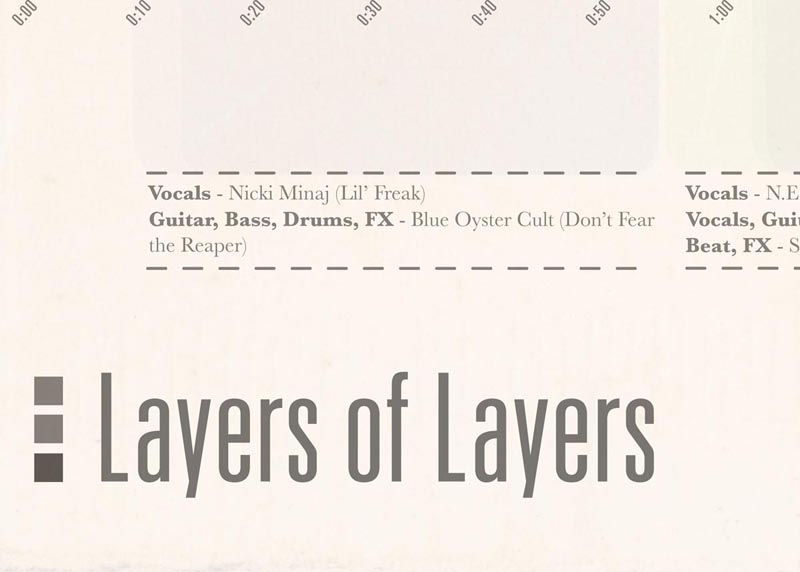 0:00 0:10 0:20 0:30 0:40 0:50 1:00
Vocals - Nicki Minaj (Lil’ Freak)
Guitar, Bass, Drums, FX - Blue Oyster Cult (Don’t Fear
the Reaper)
Vocals - N.E
Vocals, Gui
Beat, FX - S
Layers of Layers